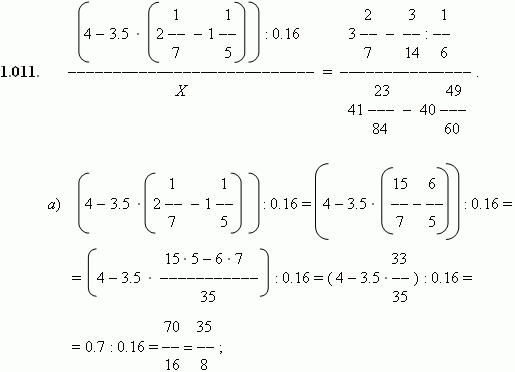 1.011. (4 – 3.5 · (2 1/7 – 1 1/5)) : 0.16 / X = 3 2/7 – 3/14 : 1/6 / 41 23/84 – 40 49/60 .
a) (4 – 3.5 · (2 1/7 – 1 1/5)) : 0.16 = (4 – 3.5 · (15/7 – 6/5)) : 0.16 =
= (4 – 3.5 · 15 · 5 – 6 · 7 / 35) : 0.16 = ( 4 – 3.5 · 33/35 ) : 0.16 =
= 0.7 : 0.16 = 70/16 = 35/8 ;